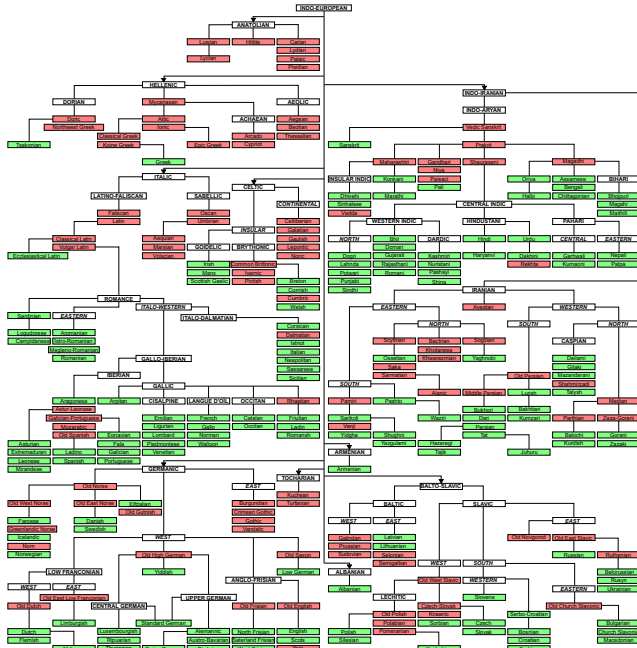 INDO-EUROPEAN
ANATOLIAN
Luvian Hittite Carian
Lydian
Lycian Palaic
Pisidian
HELLENIC
INDO-IRANIAN
DORIAN Mycenaean AEOLIC
INDO-ARYAN
Doric Attic ACHAEAN Aegean
Northwest Greek Ionic Beotian Vedic Sanskrit
Classical Greek Arcado Thessalian
Tsakonian Koine Greek Epic Greek Cypriot Sanskrit Prakrit
Greek Maharashtri Gandhari Shauraseni Magadhi
Niya
ITALIC INSULAR INDIC Konkani Paisaci Oriya Assamese BIHARI
CELTIC Pali Bengali
LATINO-FALISCAN SABELLIC CONTINENTAL Dhivehi Marathi Halbi Chittagonian Bhojpuri
Sinhalese CENTRAL INDIC Magahi
Faliscan Oscan Vedda Maithili
Latin Umbrian Celtiberian
INSULAR Galatian WESTERN INDIC HINDUSTANI PAHARI
Classical Latin Aequian Gaulish NORTH Bhil DARDIC Hindi Urdu CENTRAL EASTERN
Vulgar Latin Marsian GOIDELIC BRYTHONIC Lepontic Domari
Ecclesiastical Latin Volscian Noric Dogri Gujarati Kashmiri Haryanvi Dakhini Garhwali Nepali
Irish Common Brittonic Lahnda Rajasthani Nuristani Rekhta Kumaoni Palpa
Manx Ivernic Potwari Romani Pashayi
Scottish Gaelic Pictish Breton Punjabi Shina
Cornish Sindhi
Cumbric IRANIAN
ROMANCE Welsh
EASTERN Avestan WESTERN
Sardinian EASTERN ITALO-WESTERN
ITALO-DALMATIAN NORTH SOUTH NORTH
Logudorese Aromanian Corsican Scythian Bactrian Sogdian CASPIAN
Campidanese Istro-Romanian Dalmatian Khotanese
Megleno-Romanian Istriot Ossetian Khwarezmian Yaghnobi Deilami
Romanian Italian Saka Gilaki
GALLO-IBERIAN Neapolitan Sarmatian Old Persian Mazanderani
IBERIAN Sassarese SOUTH Shahmirzadi
Sicilian Alanic Middle Persian Lurish Talysh
GALLIC
Aragonese Arpitan CISALPINE LANGUE D'OÏL OCCITAN Rhaetian Pamiri Pashto Median
Astur-Leonese Bukhori Bakhtiari
Galician-Portuguese Emilian French Catalan Friulian Sarikoli Waziri Dari Kumzari Parthian Zaza-Gorani
Mozarabic Ligurian Gallo Occitan Ladin Vanji Persian
Old Spanish Eonavian Lombard Norman Romansh Yidgha Shughni Tat Balochi Gorani
Asturian Fala Piedmontese Walloon Yazgulami Hazaragi Kurdish Zazaki
Extremaduran Ladino Galician Venetian ARMENIAN Tajik Juhuru
Leonese Spanish Portuguese
Mirandese GERMANIC Armenian
TOCHARIAN
Old Norse EAST BALTO-SLAVIC
Kuchean
Old West Norse Old East Norse Elfdalian Burgundian Turfanian BALTIC SLAVIC
Old Gutnish Crimean Gothic
Faroese Danish Gothic WEST EAST EAST
Greenlandic Norse Swedish Vandalic
Icelandic WEST Galindian Latvian Old Novgorod Old East Slavic
Norn Prussian Lithuanian
Norwegian Old High German Old Saxon Sudovian Selonian Russian Ruthenian
Semigallian WEST SOUTH
LOW FRANCONIAN Yiddish Low German ALBANIAN Belorussian
WEST EAST ANGLO-FRISIAN Old West Slavic WESTERN Rusyn
Albanian EASTERN Ukrainian
Old East Low Franconian UPPER GERMAN LECHITIC Slovene
Old Dutch CENTRAL GERMAN Old Frisian Old English Czech-Slovak Old Church Slavonic
Old Polish Knaanic Serbo-Croatian
Limburgish Standard German Polabian Sorbian Czech Bulgarian
Dutch Luxembourgish Alemannic North Frisian English Polish Pomeranian Slovak Bosnian Church Slavonic
Flemish Ripuarian Austro-Bavarian Saterland Frisian Scots Silesian Croatian Macedonian